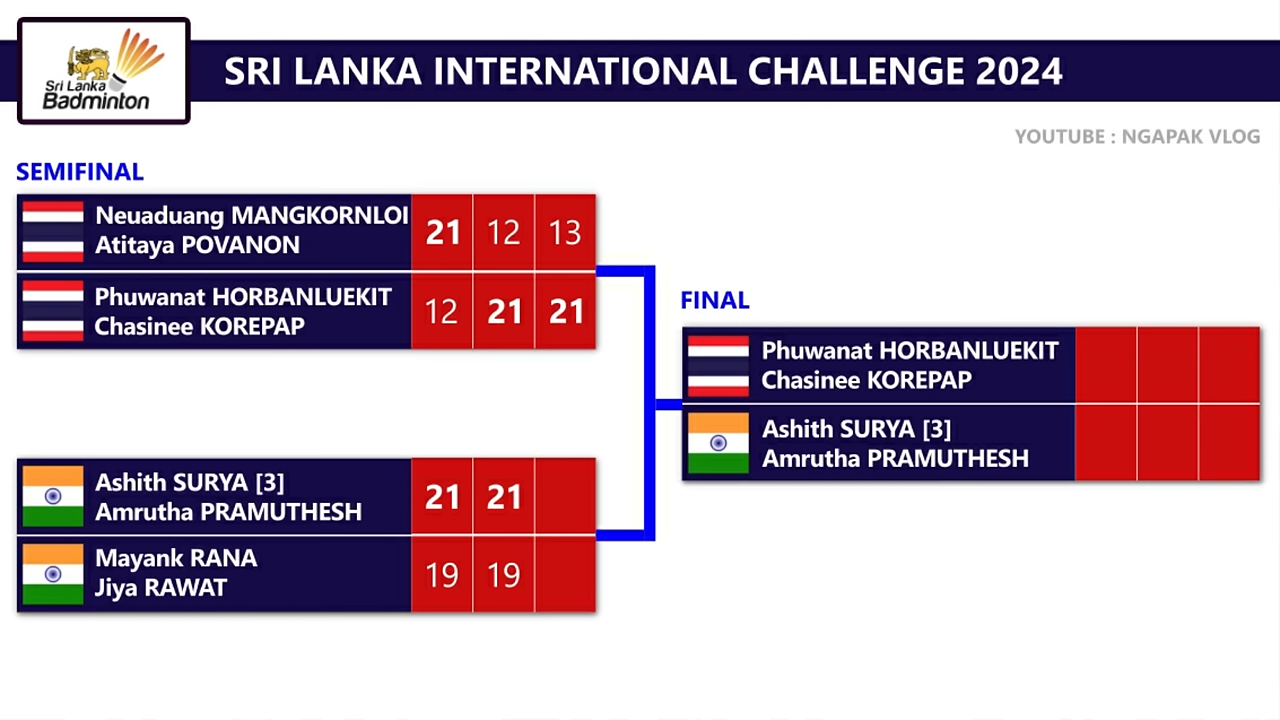 Sri Lanka
Badminton
SRI LANKA INTERNATIONAL CHALLENGE 2024
YOUTUBE : NGAPAK VLOG
SEMIFINAL
Neuaduang MANGKORNLOI
Atitaya POVANON
21 12 13
Phuwanat HORBANLUEKIT
Chasinee KOREPAP
12 21 21
Ashith SURYA [3]
Amrutha PRAMUTHESH
21 21
Mayank RANA
Jiya RAWAT
19 19
FINAL
Phuwanat HORBANLUEKIT
Chasinee KOREPAP
Ashith SURYA [3]
Amrutha PRAMUTHESH